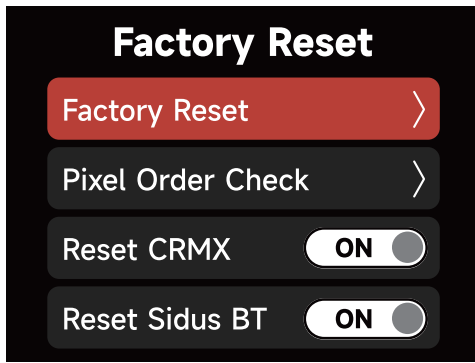 Factory Reset
Factory Reset
Pixel Order Check
Reset CRMX ON
Reset Sidus BT ON